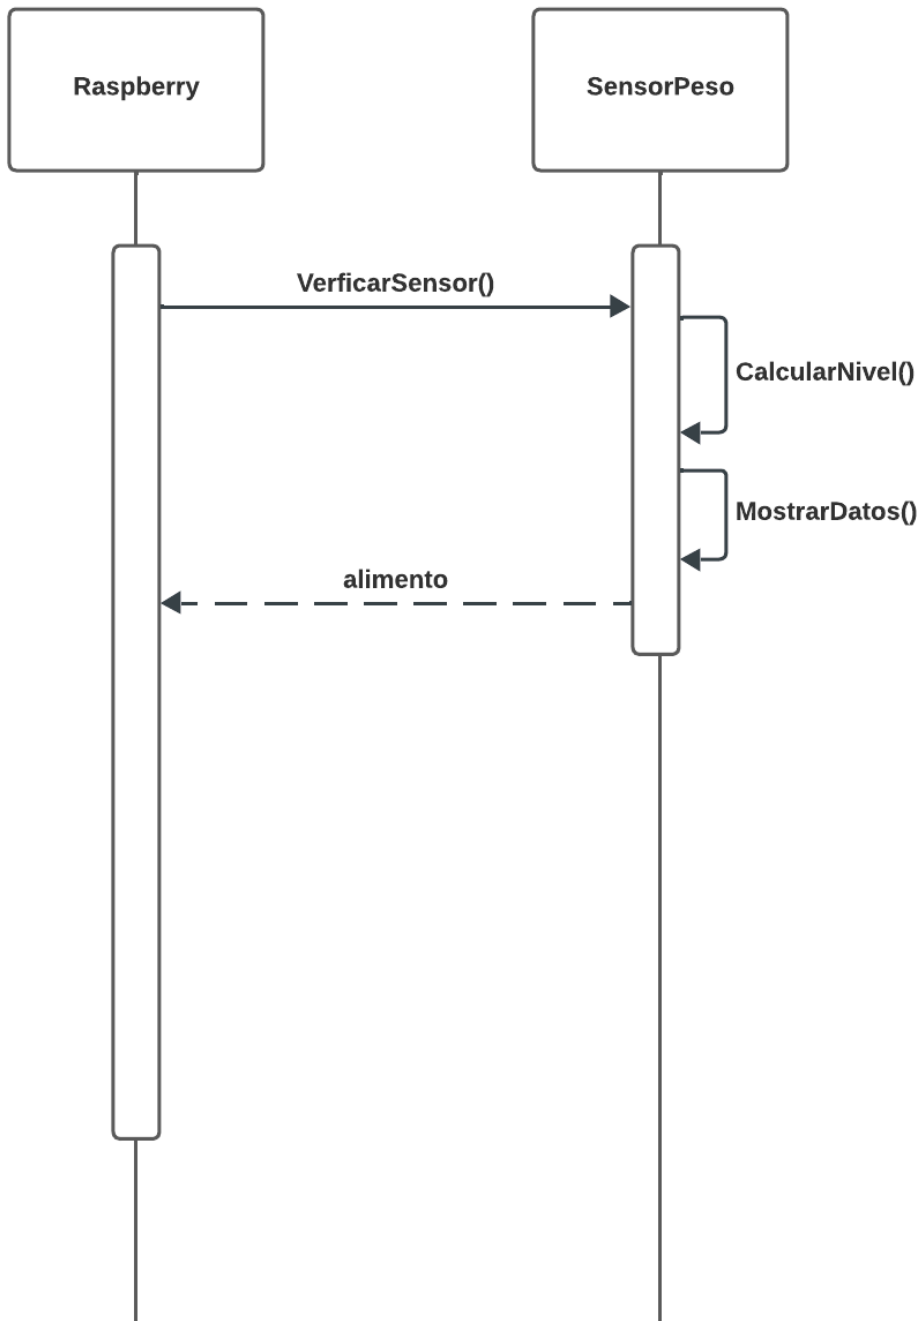 Raspberry
SensorPeso
VerficarSensor()
CalcularNivel()
MostrarDatos()
alimento